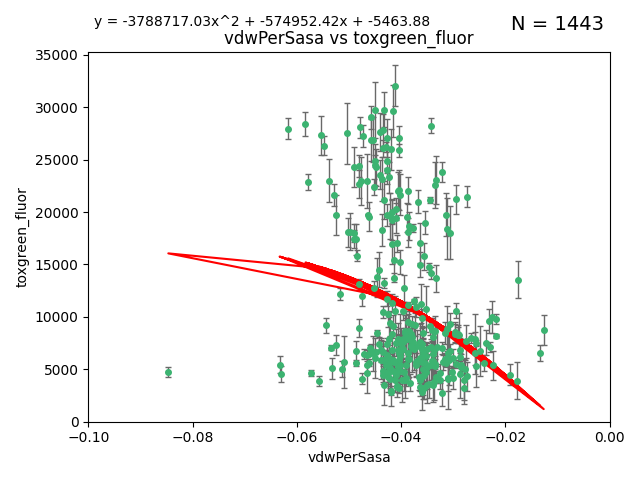 y = -3788717.03x^2 + -574952.42x + -5463.88
N = 1443
vdwPerSasa vs toxgreen_fluor
35000
30000
25000
20000
15000
10000
5000
0
toxgreen_fluor
−0.10 −0.08 −0.06 −0.04 −0.02 0.00
vdwPerSasa